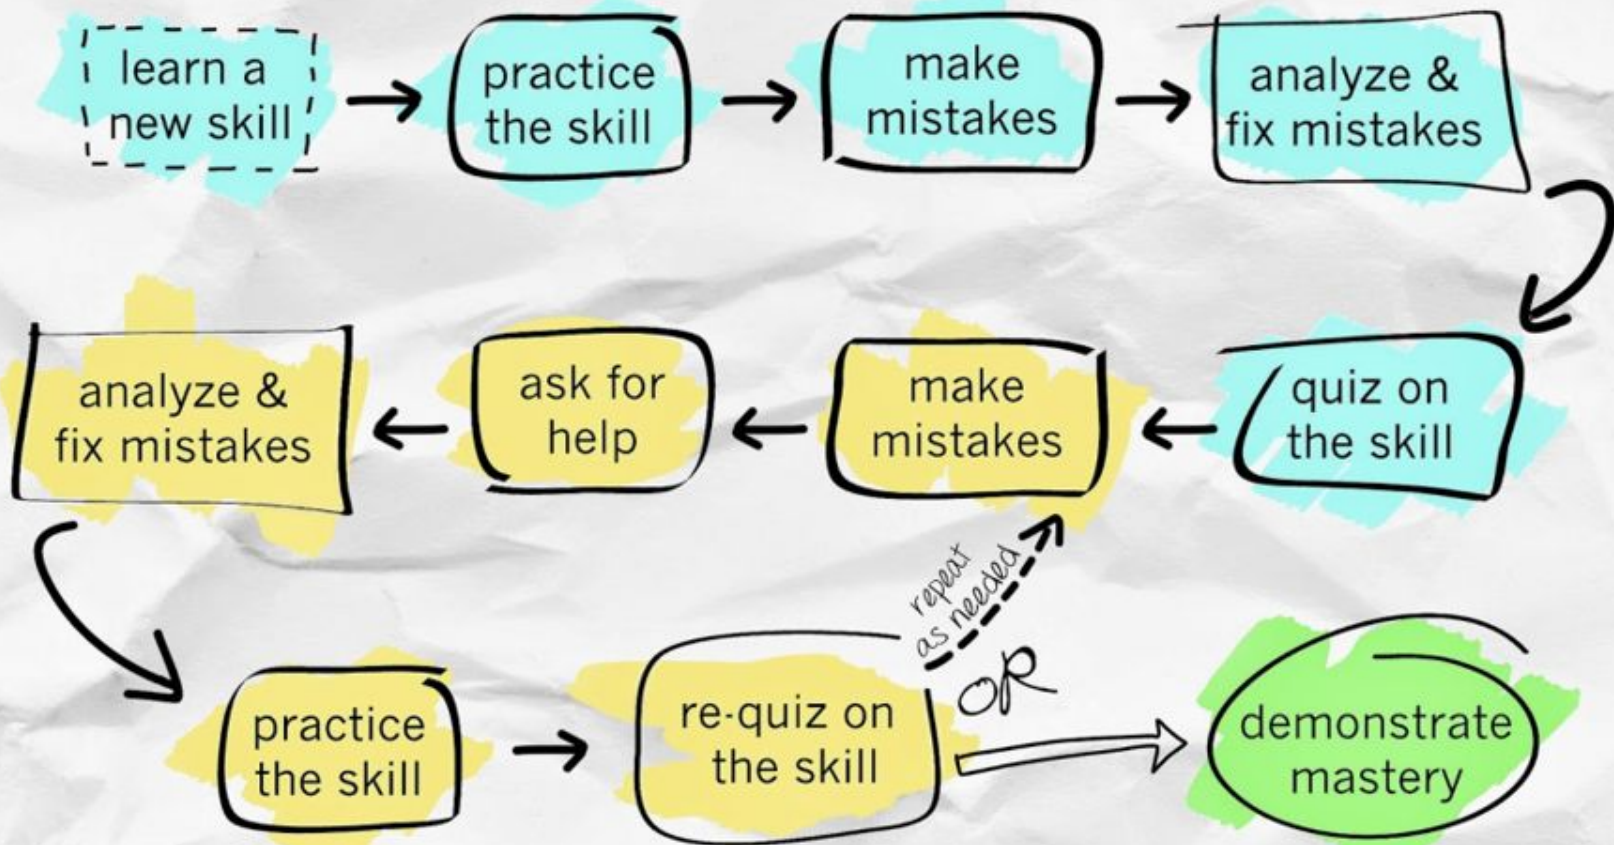 learn a
new skill
practice
the skill
make
mistakes
analyze &
fix mistakes
quiz on
the skill
make
mistakes
ask for
help
analyze &
fix mistakes
practice
the skill
re-quiz on
the skill
repeat
as needed
OR
demonstrate
mastery